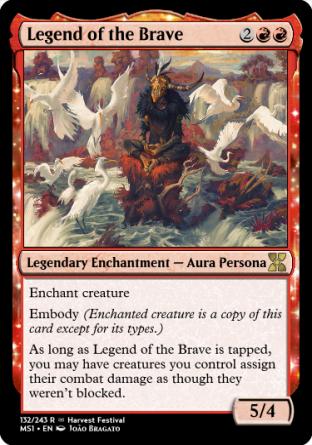 Legend of the Brave 2
Legendary Enchantment — Aura Persona
Enchant creature
Embody (Enchanted creature is a copy of
this card except for its types.)
As long as Legend of the Brave is tapped,
you may have creatures you control assign
their combat damage as though they
weren't blocked.
5/4
132/243 R Harvest Festival
MS1 • EN João Bragato